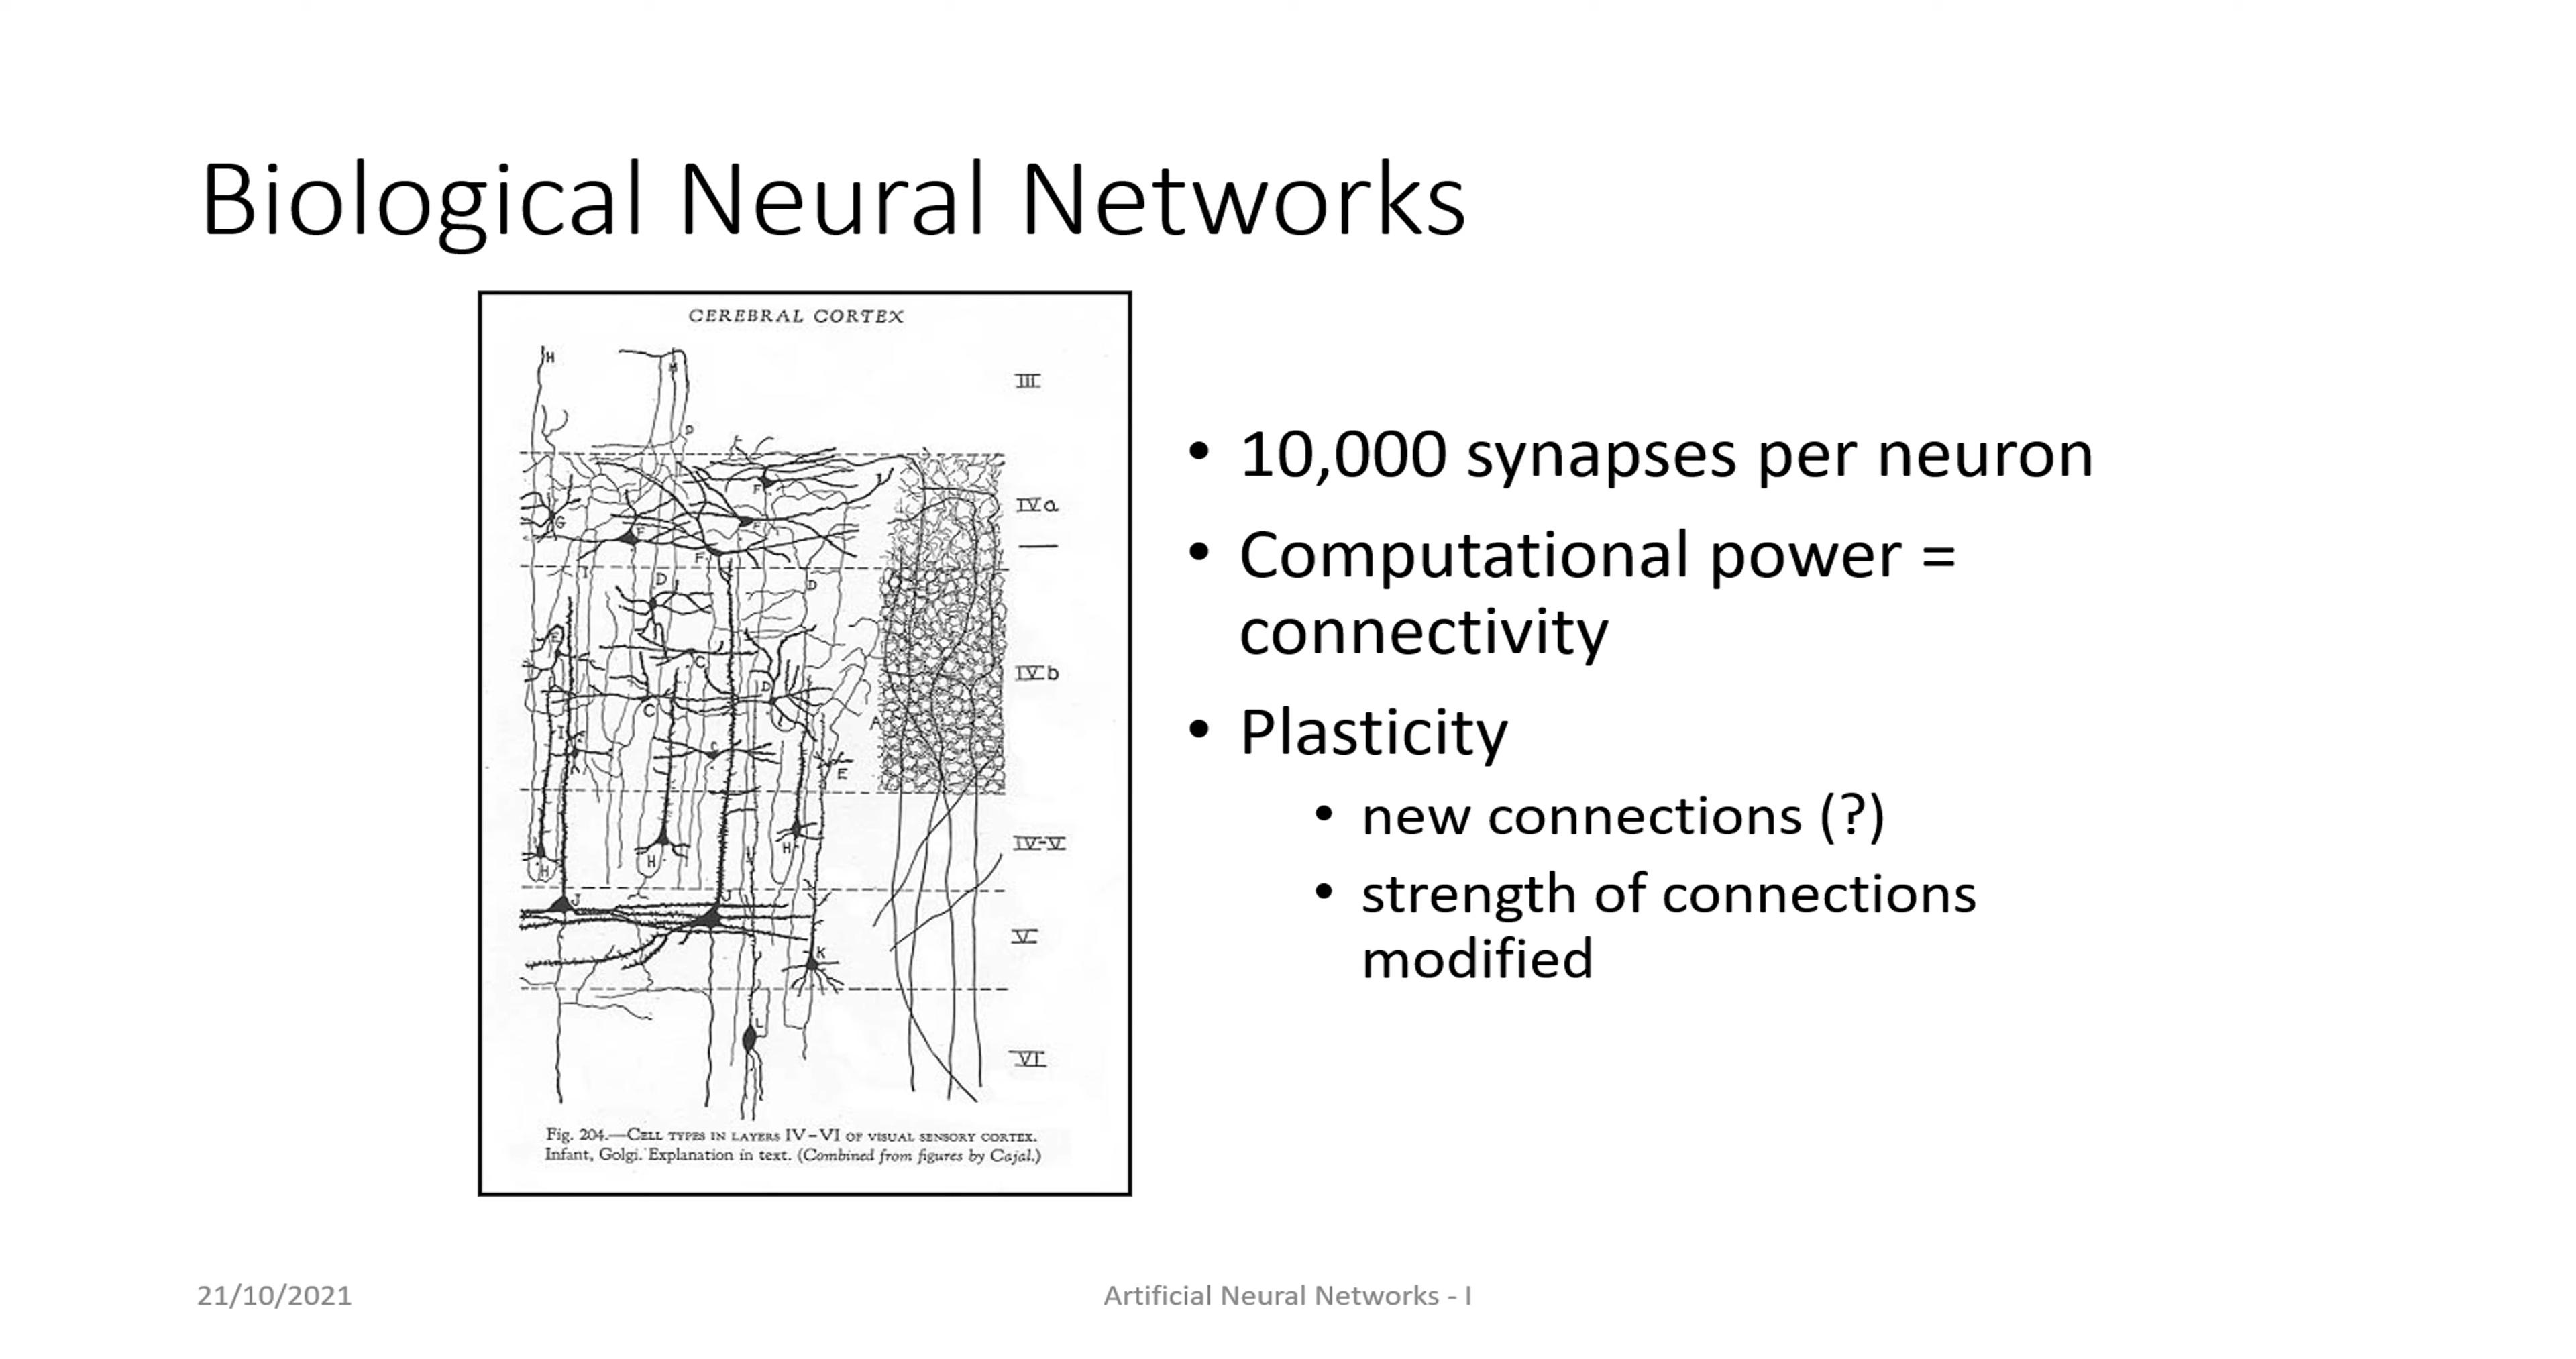 Biological Neural Networks
CEREBRAL CORTEX
H
M
III
P
F
IVa
G
F
F
F
I
D
D
E
C
IVb
D
C
A
I
E
IV-V
H
H
H
J
J
V
K
L
VI
Fig. 204.—CELL TYPES IN LAYERS IV–VI OF VISUAL SENSORY CORTEX.
Infant, Golgi. Explanation in text. (Combined from figures by Cajal.)
• 10,000 synapses per neuron
• Computational power =
connectivity
• Plasticity
• new connections (?)
• strength of connections
modified
21/10/2021
Artificial Neural Networks - I